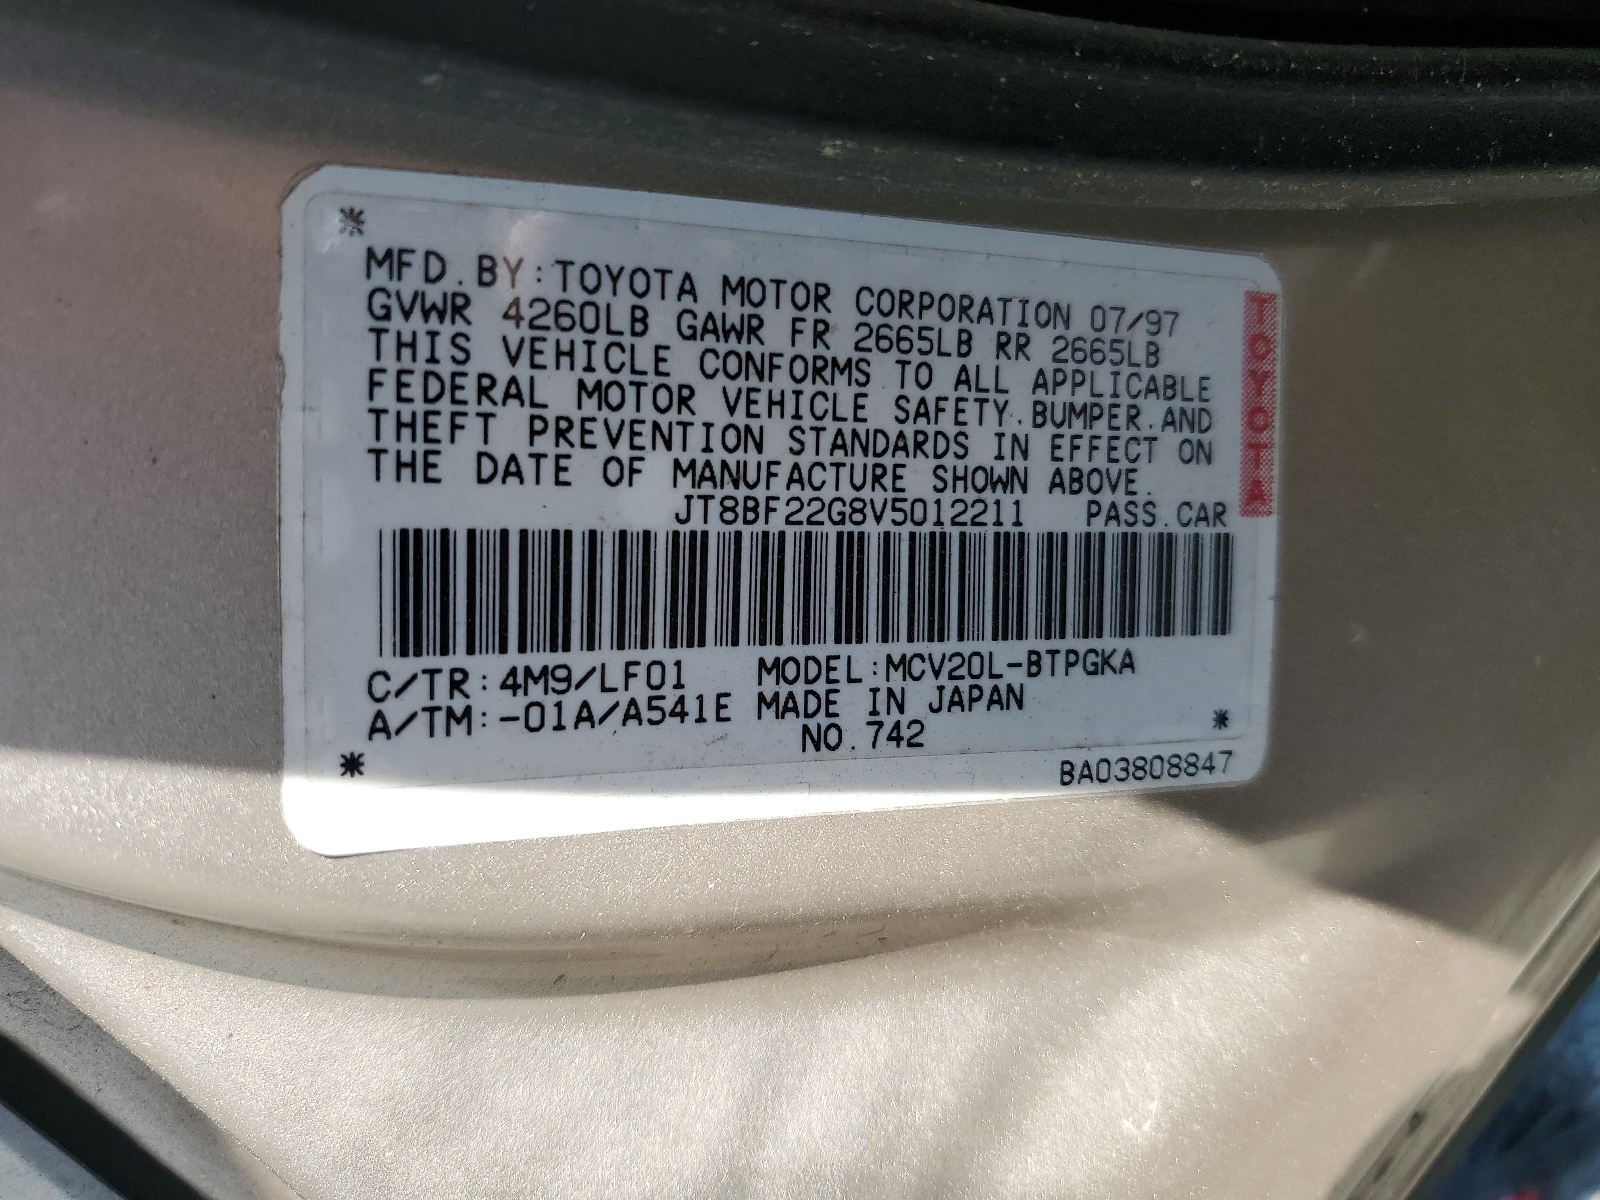 MFD.BY:TOYOTA MOTOR CORPORATION 07/97
GVWR 4260LB GAWR FR 2665LB RR 2665LB
THIS VEHICLE CONFORMS TO ALL APPLICABLE
FEDERAL MOTOR VEHICLE SAFETY.BUMPER.AND
THEFT PREVENTION STANDARDS IN EFFECT ON
THE DATE OF MANUFACTURE SHOWN ABOVE.
JT8BF22G8V5012211 PASS.CAR
C/TR:4M9/LF01 MODEL:MCV20L-BTPGKA
A/TM:-01A/A541E MADE IN JAPAN
NO.742
BA03808847
TOYOTA